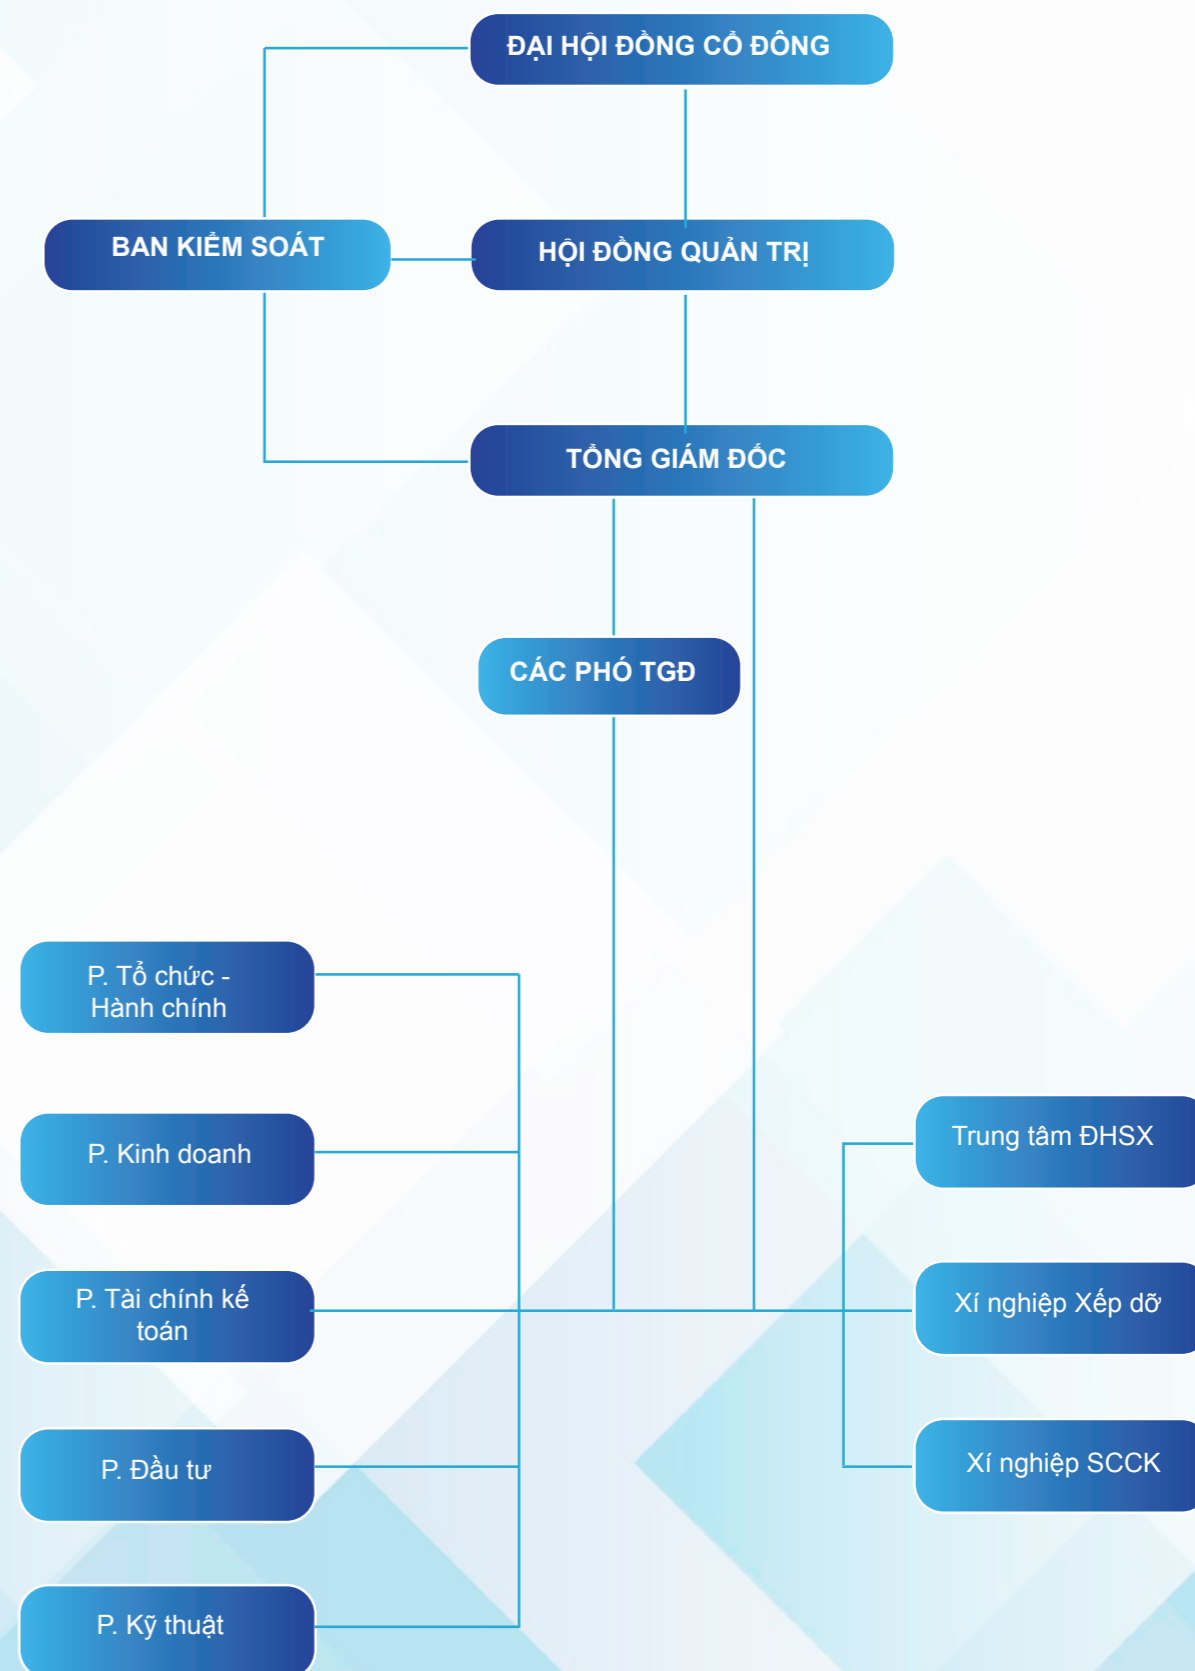 ĐẠI HỘI ĐỒNG CỔ ĐÔNG
BAN KIỂM SOÁT
HỘI ĐỒNG QUẢN TRỊ
TỔNG GIÁM ĐỐC
CÁC PHÓ TGĐ
P. Tổ chức -
Hành chính
P. Kinh doanh
P. Tài chính kế
toán
P. Đầu tư
P. Kỹ thuật
Trung tâm ĐHSX
Xí nghiệp Xếp dỡ
Xí nghiệp SCCK